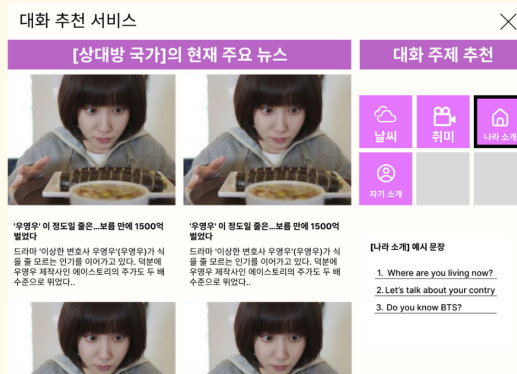 대화 추천 서비스
[상대방 국가]의 현재 주요 뉴스
'우영우' 이 정도일 줄은...보름 만에 1500억
벌었다
드라마 '이상한 변호사 우영우'(우영우)가 식
을 줄 모르는 인기를 이어가고 있다. 덕분에
우영우 제작사인 에이스토리의 주가도 두 배
수준으로 뛰었다..
'우영우' 이 정도일 줄은...보름 만에 1500억
벌었다
드라마 '이상한 변호사 우영우'(우영우)가 식
을 줄 모르는 인기를 이어가고 있다. 덕분에
우영우 제작사인 에이스토리의 주가도 두 배
수준으로 뛰었다..
대화 주제 추천
날씨
취미
나라 소개
자기 소개
[나라 소개] 예시 문장
1. Where are you living now?
2. Let's talk about your contry
3. Do you know BTS?